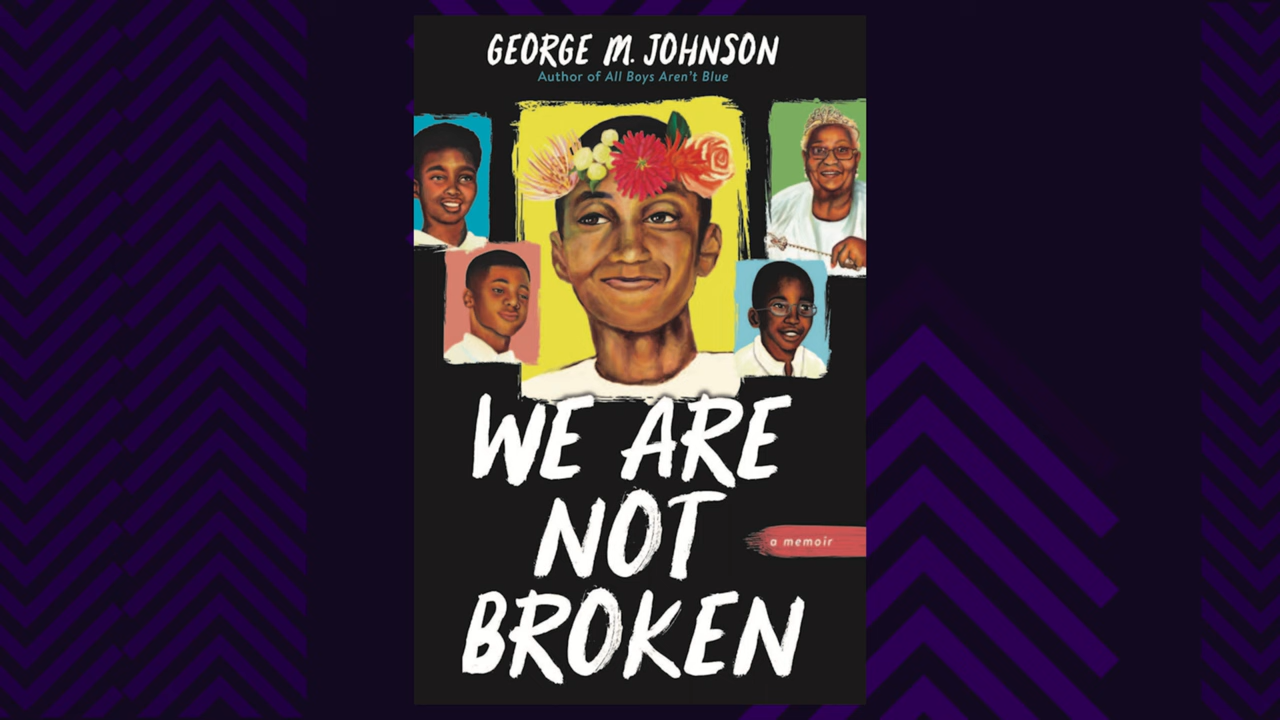 GEORGE M. JOHNSON
Author of All Boys Aren't Blue
WE ARE
NOT
a memoir
BROKEN